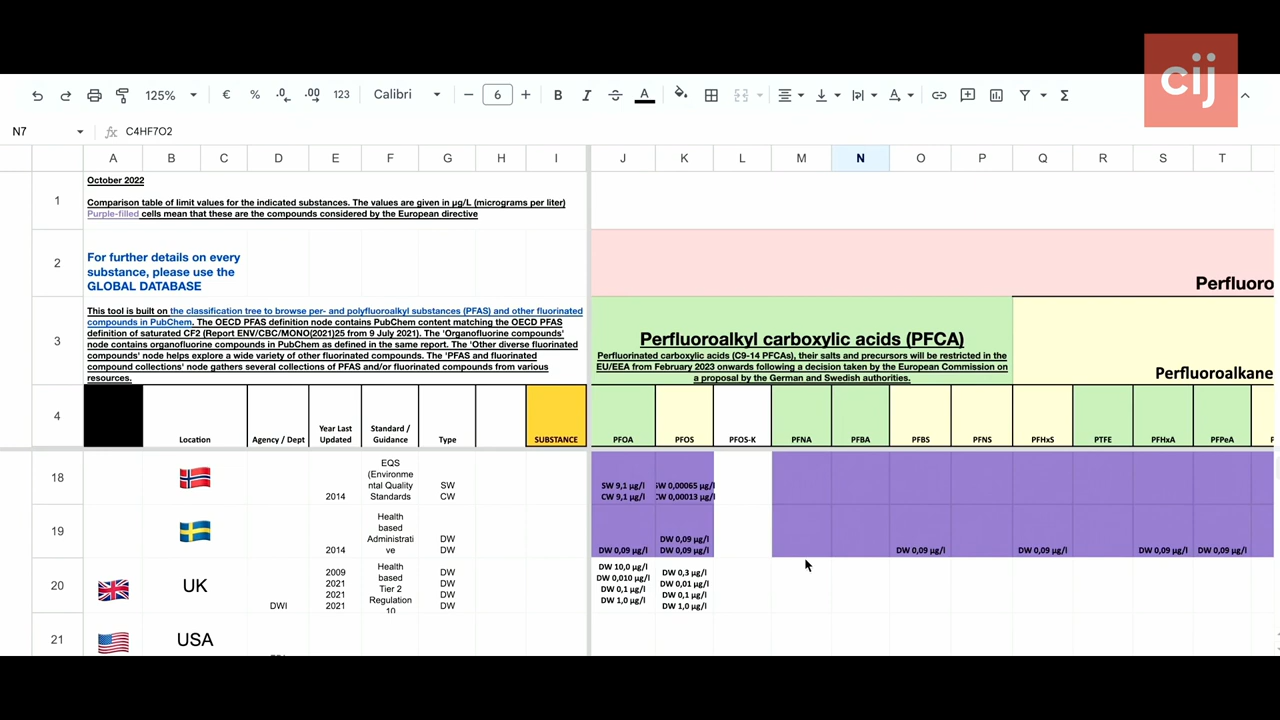 cij
125%
€
%
.0
.00
123
Calibri
6
B
I
A
Σ
N7
fx
C4HF7O2
A
B
C
D
E
F
G
H
I
J
K
L
M
N
O
P
Q
R
S
T
1
October 2022
Comparison table of limit values for the indicated substances. The values are given in µg/L (micrograms per liter)
Purple-filled cells mean that these are the compounds considered by the European directive
2
For further details on every
substance, please use the
GLOBAL DATABASE
Perfluoro
3
This tool is built on the classification tree to browse per- and polyfluoroalkyl substances (PFAS) and other fluorinated
compounds in PubChem. The OECD PFAS definition node contains PubChem content matching the OECD PFAS
definition of saturated CF2 (Report ENV/CBC/MONO(2021)25 from 9 July 2021). The 'Organofluorine compounds'
node contains organofluorine compounds in PubChem as defined in the same report. The 'Other diverse fluorinated
compounds' node helps explore a wide variety of other fluorinated compounds. The 'PFAS and fluorinated
compound collections' node gathers several collections of PFAS and/or fluorinated compounds from various
resources.
Perfluoroalkyl carboxylic acids (PFCA)
Perfluorinated carboxylic acids (C9-14 PFCAs), their salts and precursors will be restricted in the
EU/EEA from February 2023 onwards following a decision taken by the European Commission on
a proposal by the German and Swedish authorities.
Perfluoroalkane
4
Location
Agency / Dept
Year Last
Updated
Standard /
Guidance
Type
SUBSTANCE
PFOA
PFOS
PFOS-K
PFNA
PFBA
PFBS
PFNS
PFHxS
PTFE
PFHxA
PFPeA
18
2014
EQS
(Environme
ntal Quality
Standards
SW
CW
SW 9,1 µg/l
CW 9,1 µg/l
SW 0,00065 µg/l
CW 0,00013 µg/l
19
2014
Health
based
Administrati
ve
DW
DW
DW 0,09 µg/l
DW 0,09 µg/l
DW 0,09 µg/l
DW 0,09 µg/l
DW 0,09 µg/l
DW 0,09 µg/l
DW 0,09 µg/l
20
UK
DWI
2009
2021
2021
2021
Health
based
Tier 2
Regulation
10
DW
DW
DW
DW
DW 10,0 µg/l
DW 0,010 µg/l
DW 0,1 µg/l
DW 1,0 µg/l
DW 0,3 µg/l
DW 0,01 µg/l
DW 0,1 µg/l
DW 1,0 µg/l
21
USA